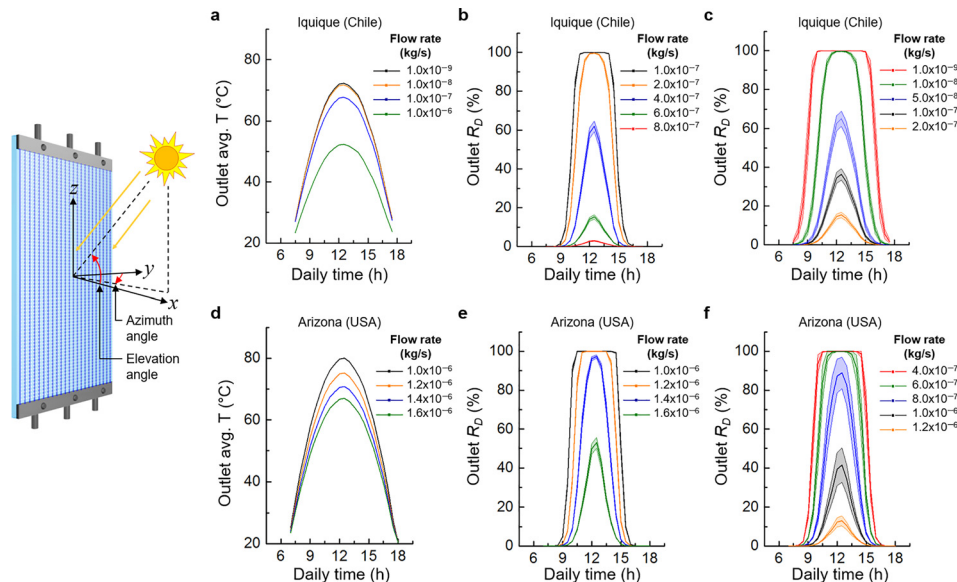 z
y
x
Azimuth
angle
Elevation
angle
a
Iquique (Chile)
Flow rate
(kg/s)
1.0x10⁻⁹
1.0x10⁻⁸
1.0x10⁻⁷
1.0x10⁻⁶
Outlet avg. T (°C)
80
60
40
20
6 9 12 15 18
Daily time (h)
b
Iquique (Chile)
Flow rate
(kg/s)
1.0x10⁻⁷
2.0x10⁻⁷
4.0x10⁻⁷
6.0x10⁻⁷
8.0x10⁻⁷
Outlet R_D (%)
100
80
60
40
20
0
6 9 12 15 18
Daily time (h)
c
Iquique (Chile)
Flow rate
(kg/s)
1.0x10⁻⁹
1.0x10⁻⁸
5.0x10⁻⁸
1.0x10⁻⁷
2.0x10⁻⁷
Outlet R_D (%)
100
80
60
40
20
0
6 9 12 15 18
Daily time (h)
d
Arizona (USA)
Flow rate
(kg/s)
1.0x10⁻⁶
1.2x10⁻⁶
1.4x10⁻⁶
1.6x10⁻⁶
Outlet avg. T (°C)
80
60
40
20
6 9 12 15 18
Daily time (h)
e
Arizona (USA)
Flow rate
(kg/s)
1.0x10⁻⁶
1.2x10⁻⁶
1.4x10⁻⁶
1.6x10⁻⁶
Outlet R_D (%)
100
80
60
40
20
0
6 9 12 15 18
Daily time (h)
f
Arizona (USA)
Flow rate
(kg/s)
4.0x10⁻⁷
6.0x10⁻⁷
8.0x10⁻⁷
1.0x10⁻⁶
1.2x10⁻⁶
Outlet R_D (%)
100
80
60
40
20
0
6 9 12 15 18
Daily time (h)